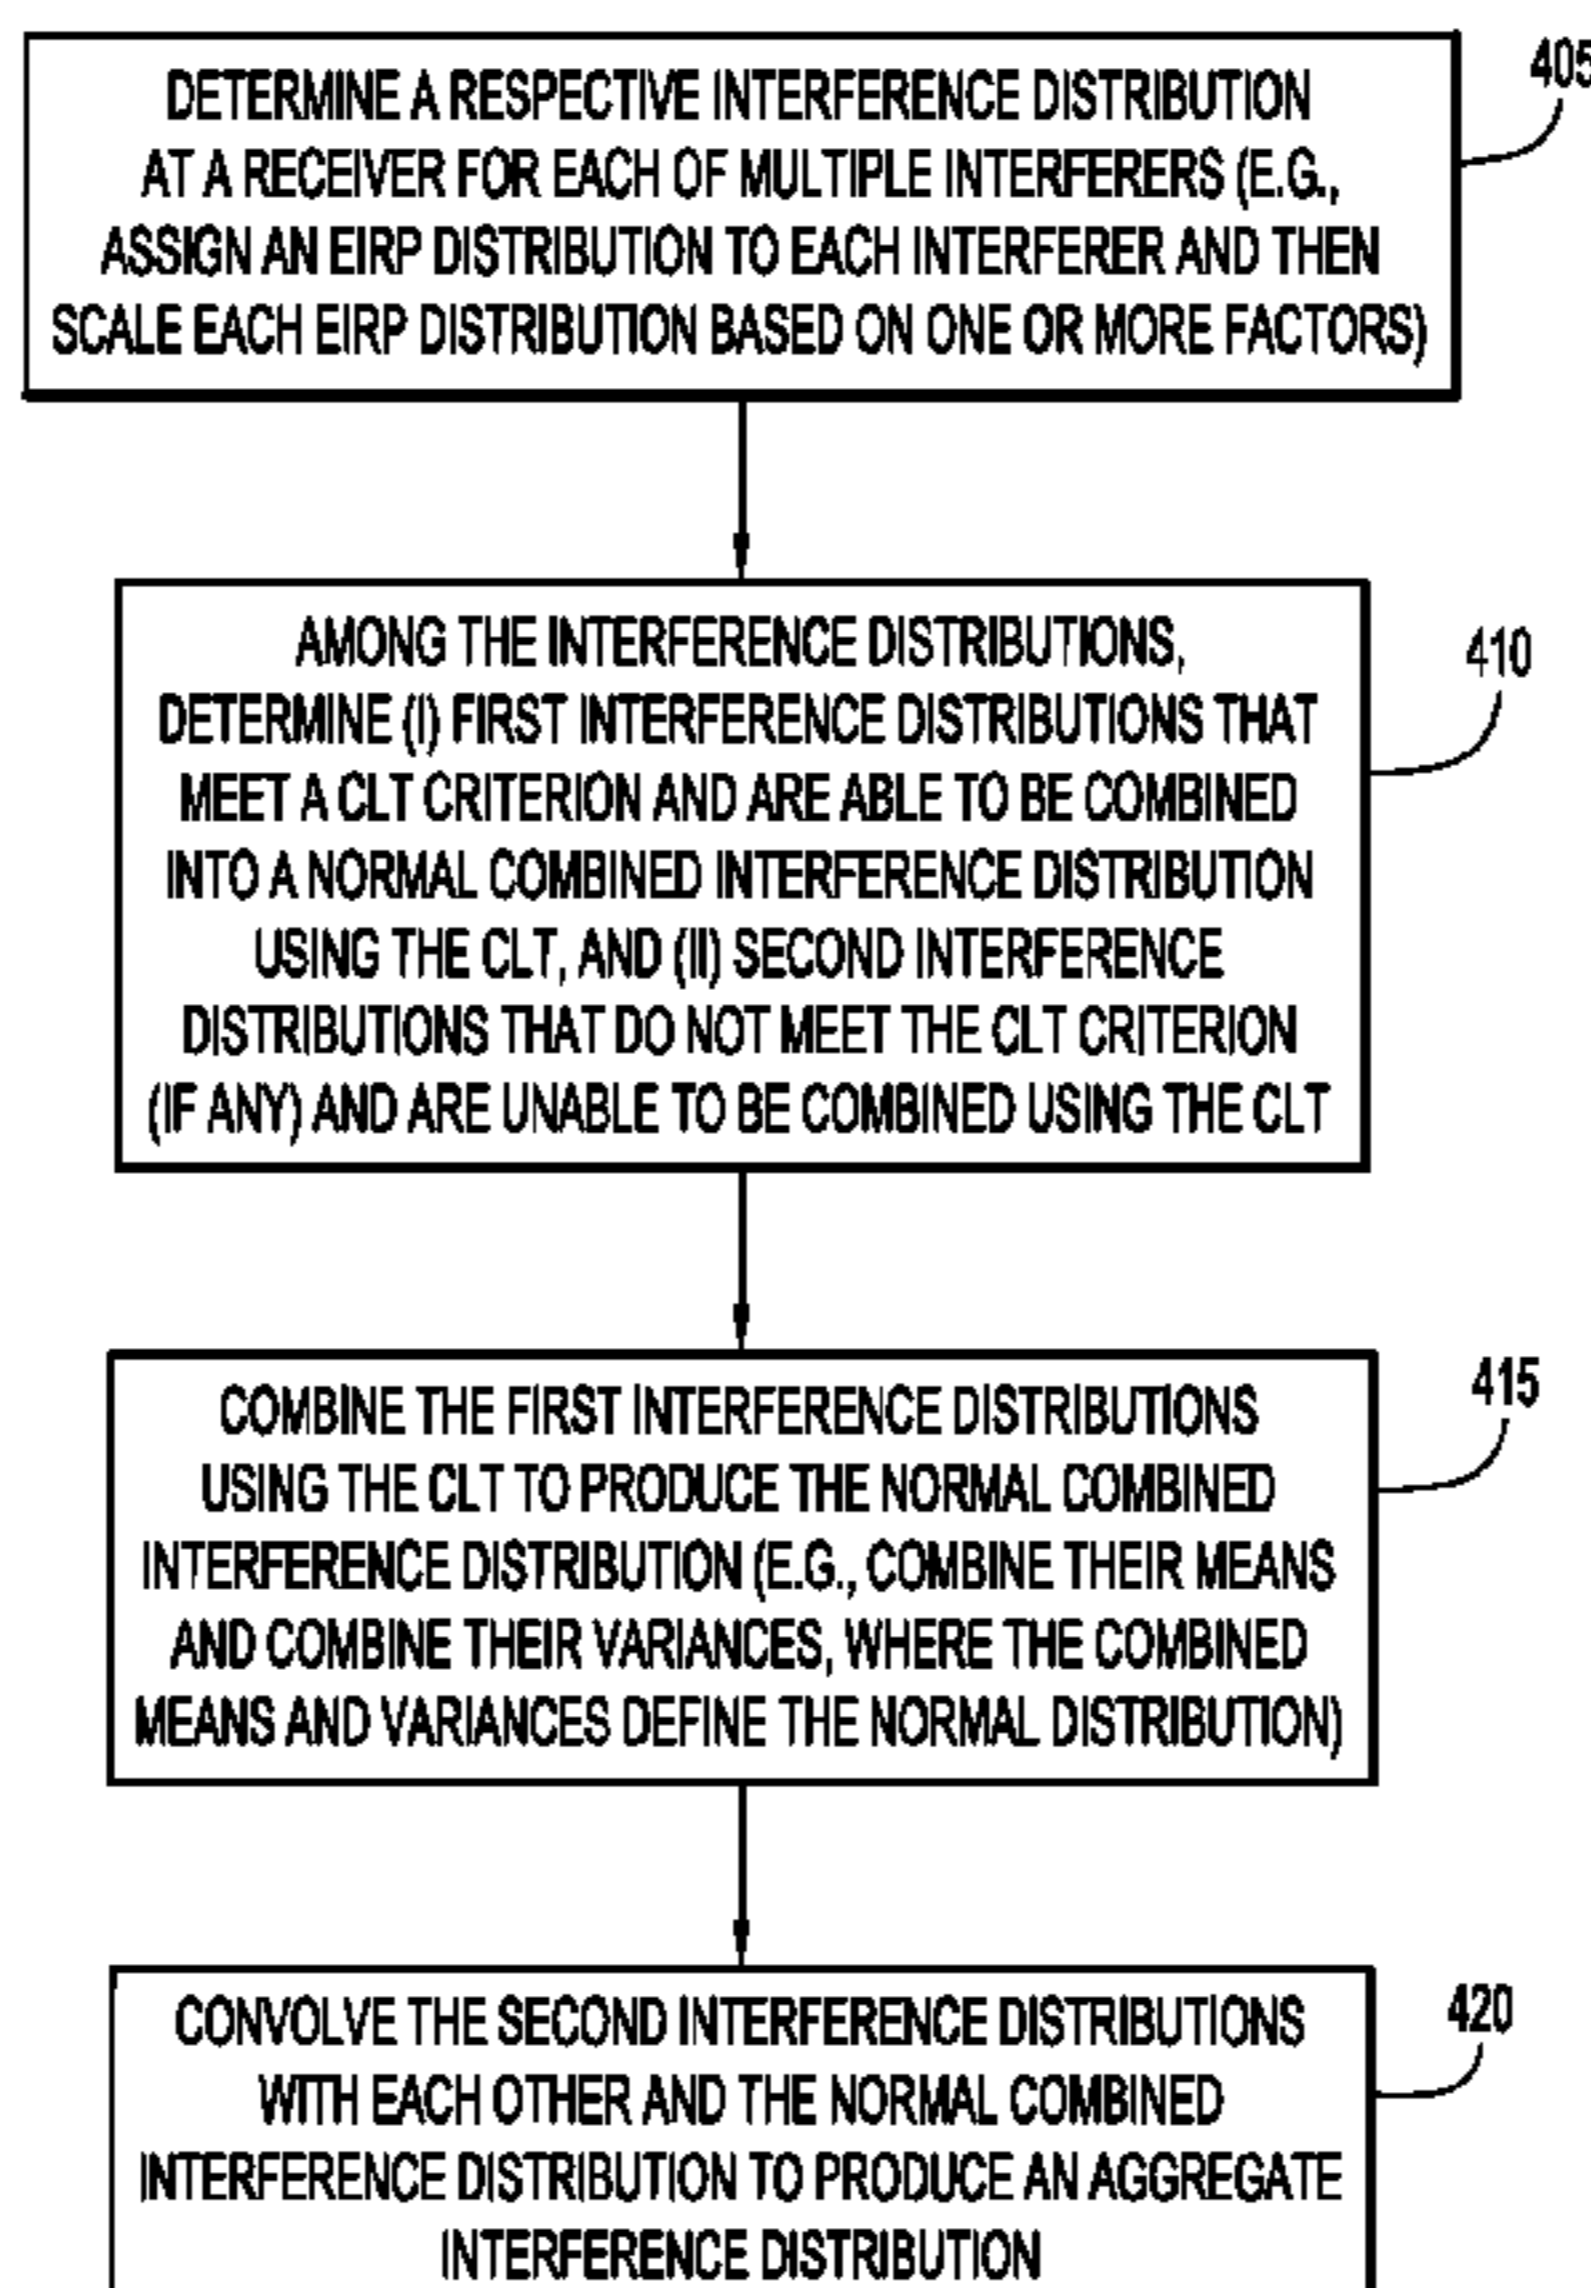 DETERMINE A RESPECTIVE INTERFERENCE DISTRIBUTION
AT A RECEIVER FOR EACH OF MULTIPLE INTERFERERS (E.G.,
ASSIGN AN EIRP DISTRIBUTION TO EACH INTERFERER AND THEN
SCALE EACH EIRP DISTRIBUTION BASED ON ONE OR MORE FACTORS)
405
AMONG THE INTERFERENCE DISTRIBUTIONS,
DETERMINE (I) FIRST INTERFERENCE DISTRIBUTIONS THAT
MEET A CLT CRITERION AND ARE ABLE TO BE COMBINED
INTO A NORMAL COMBINED INTERFERENCE DISTRIBUTION
USING THE CLT, AND (II) SECOND INTERFERENCE
DISTRIBUTIONS THAT DO NOT MEET THE CLT CRITERION
(IF ANY) AND ARE UNABLE TO BE COMBINED USING THE CLT
410
COMBINE THE FIRST INTERFERENCE DISTRIBUTIONS
USING THE CLT TO PRODUCE THE NORMAL COMBINED
INTERFERENCE DISTRIBUTION (E.G., COMBINE THEIR MEANS
AND COMBINE THEIR VARIANCES, WHERE THE COMBINED
MEANS AND VARIANCES DEFINE THE NORMAL DISTRIBUTION)
415
CONVOLVE THE SECOND INTERFERENCE DISTRIBUTIONS
WITH EACH OTHER AND THE NORMAL COMBINED
INTERFERENCE DISTRIBUTION TO PRODUCE AN AGGREGATE
INTERFERENCE DISTRIBUTION
420